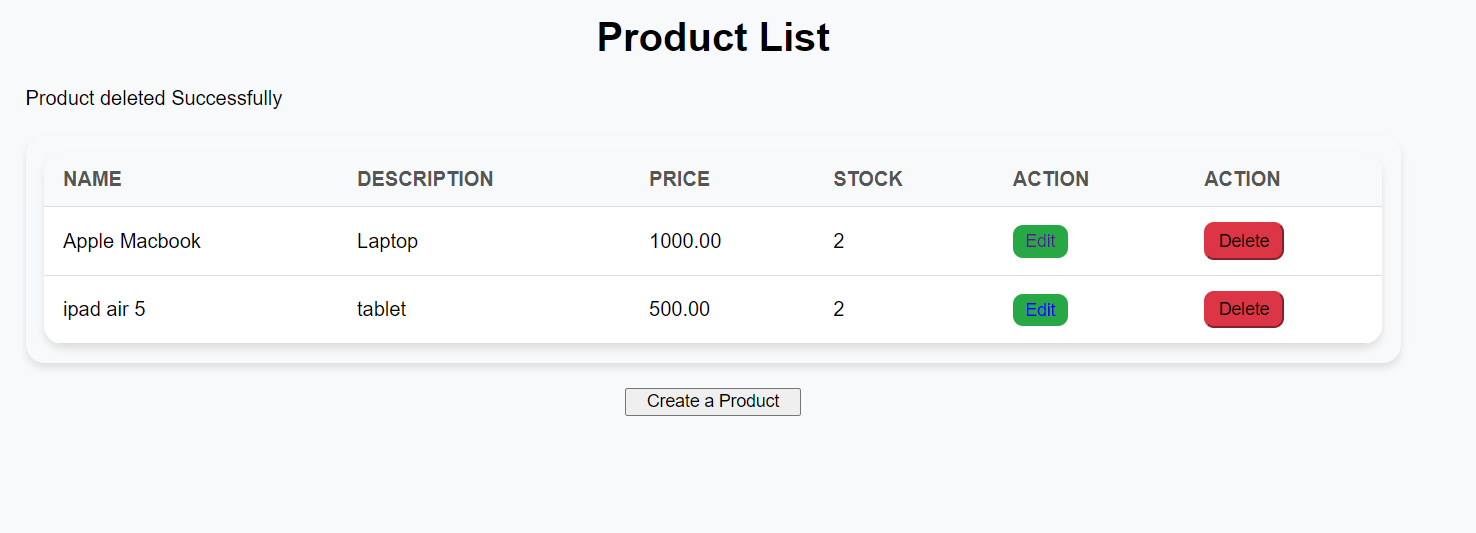 Product List
Product deleted Successfully
NAME DESCRIPTION PRICE STOCK ACTION ACTION
Apple Macbook Laptop 1000.00 2 Edit Delete
ipad air 5 tablet 500.00 2 Edit Delete
Create a Product